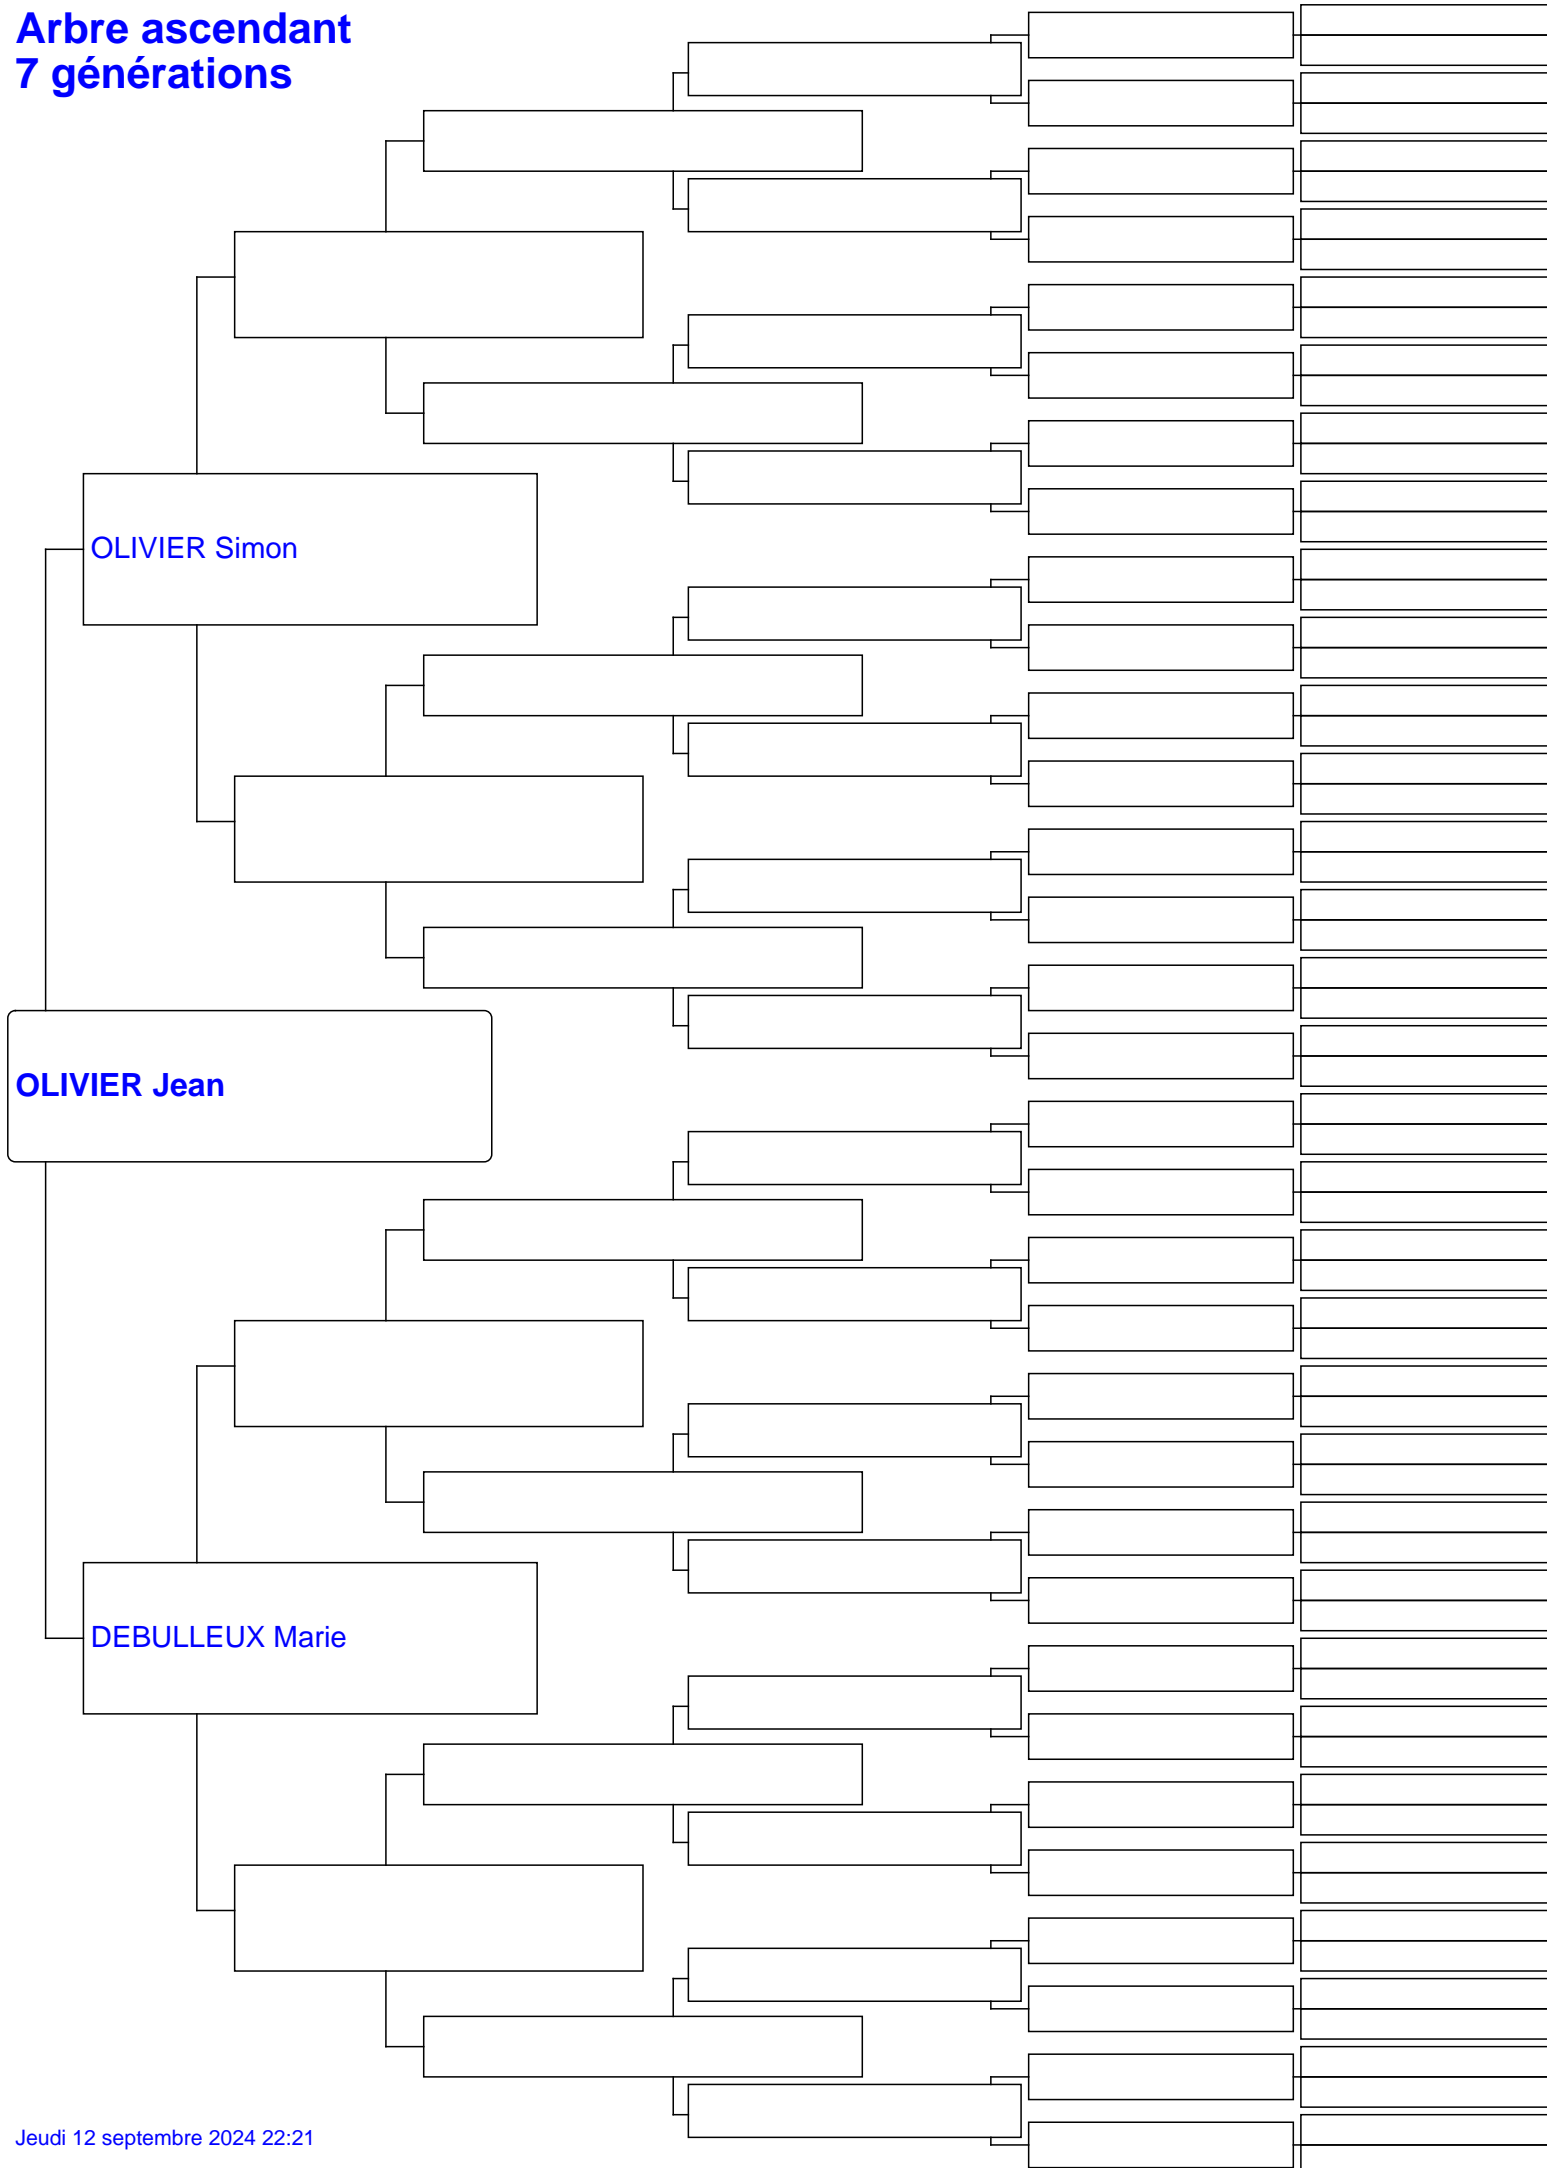 Arbre ascendant
7 générations
OLIVIER Simon
OLIVIER Jean
DEBULLEUX Marie
Jeudi 12 septembre 2024 22:21